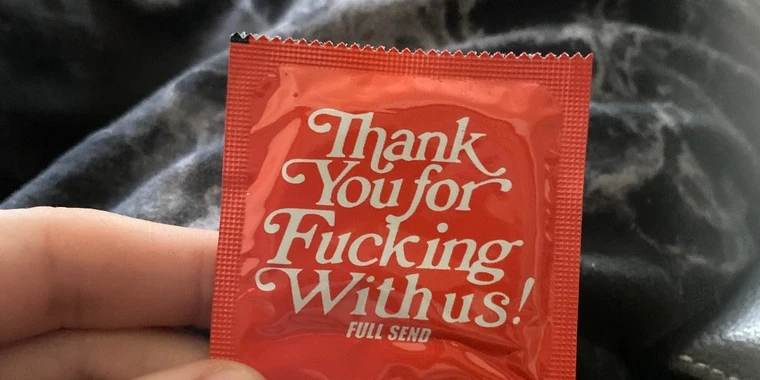 Thank
You for
Fucking
With us!
FULL SEND